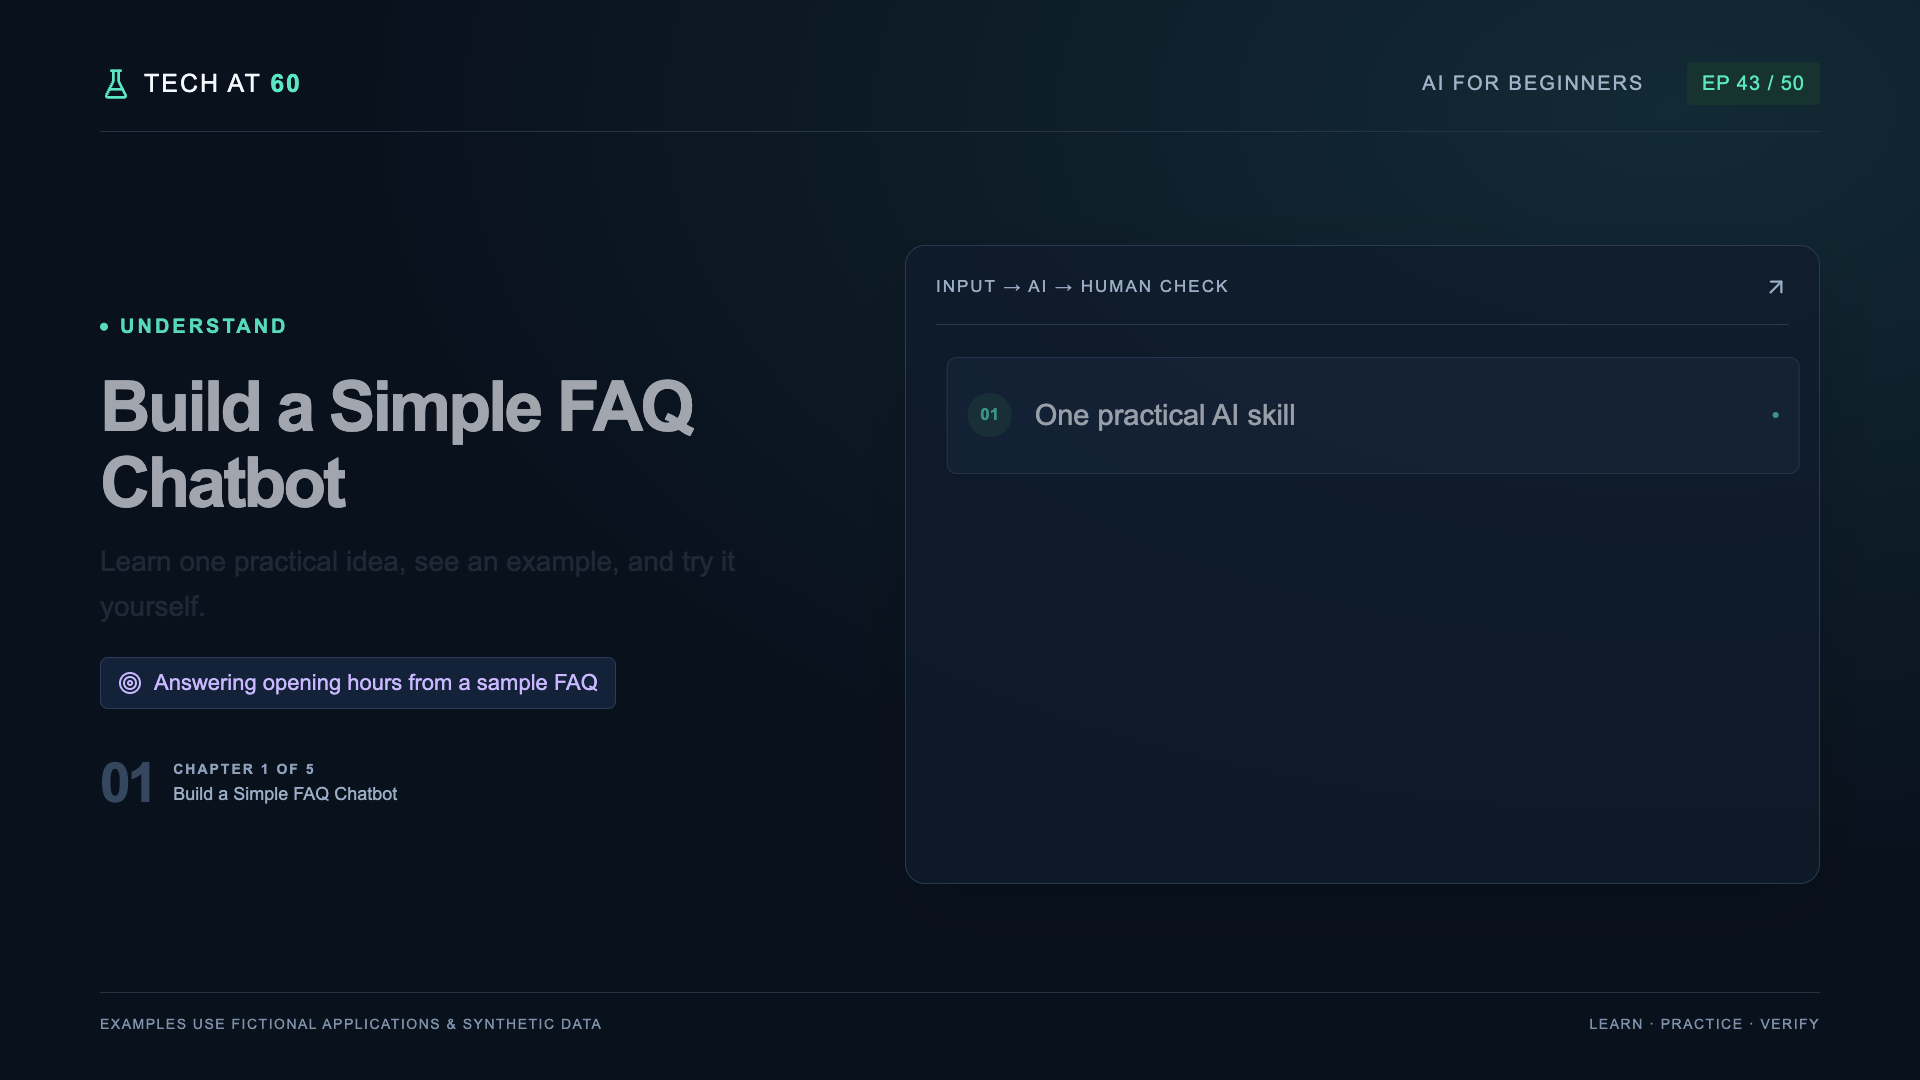 TECH AT 60
AI FOR BEGINNERS
EP 43 / 50
• UNDERSTAND
Build a Simple FAQ
Chatbot
Learn one practical idea, see an example, and try it
yourself.
Answering opening hours from a sample FAQ
01
CHAPTER 1 OF 5
Build a Simple FAQ Chatbot
INPUT → AI → HUMAN CHECK
01 One practical AI skill
EXAMPLES USE FICTIONAL APPLICATIONS & SYNTHETIC DATA
LEARN · PRACTICE · VERIFY